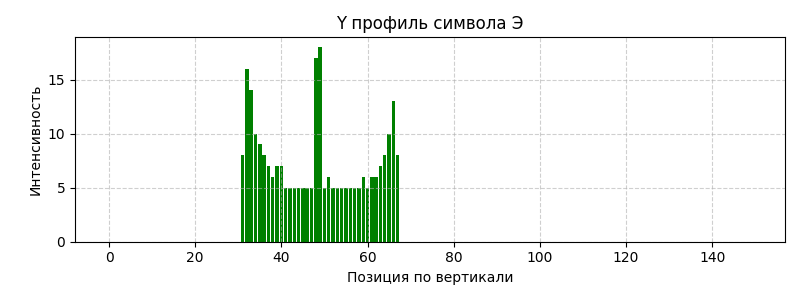 Y профиль символа Э
Интенсивность
15
10
5
0
0 20 40 60 80 100 120 140
Позиция по вертикали